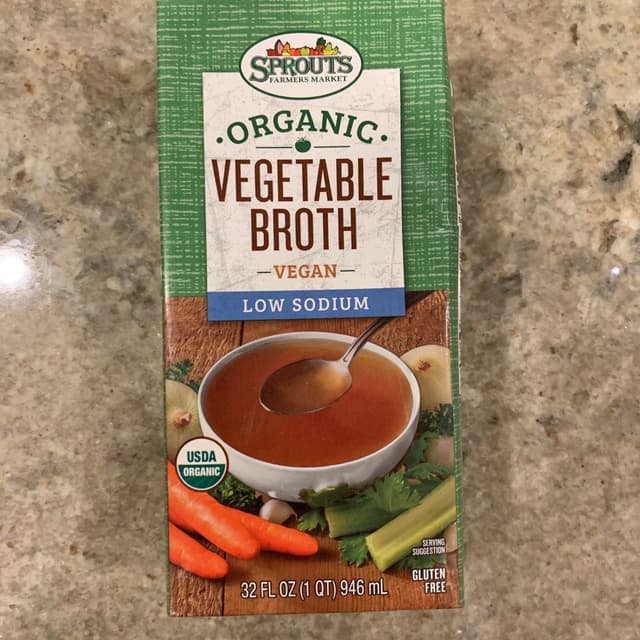 SPROUTS
FARMERS MARKET
•ORGANIC•
VEGETABLE
BROTH
VEGAN
LOW SODIUM
USDA
ORGANIC
SERVING
SUGGESTION
GLUTEN
FREE
32 FL OZ (1 QT) 946 mL